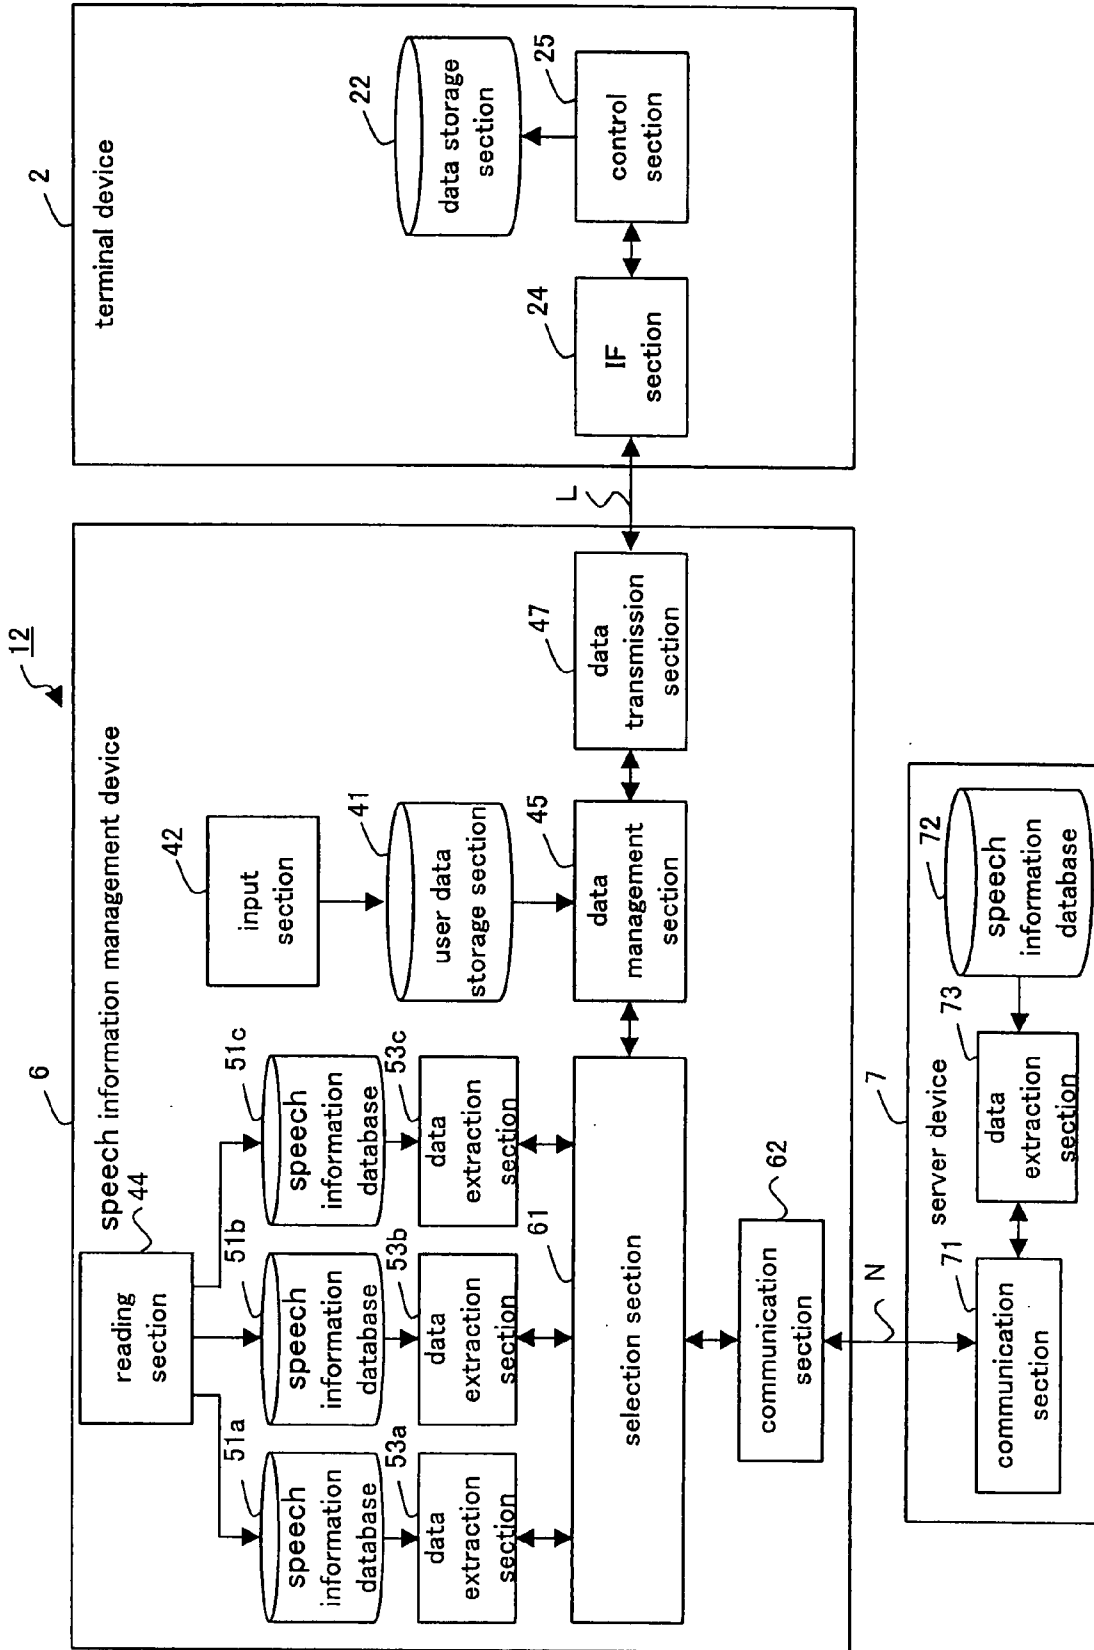 12
6
speech information management device
44
reading
section
51a
speech
information
database
51b
speech
information
database
51c
speech
information
database
53a
data
extraction
section
53b
data
extraction
section
53c
data
extraction
section
61
selection section
62
communication
section
42
input
section
41
user data
storage section
45
data
management
section
47
data
transmission
section
L
2
terminal device
22
data storage
section
24
IF
section
25
control
section
N
7
server device
71
communication
section
73
data
extraction
section
72
speech
information
database